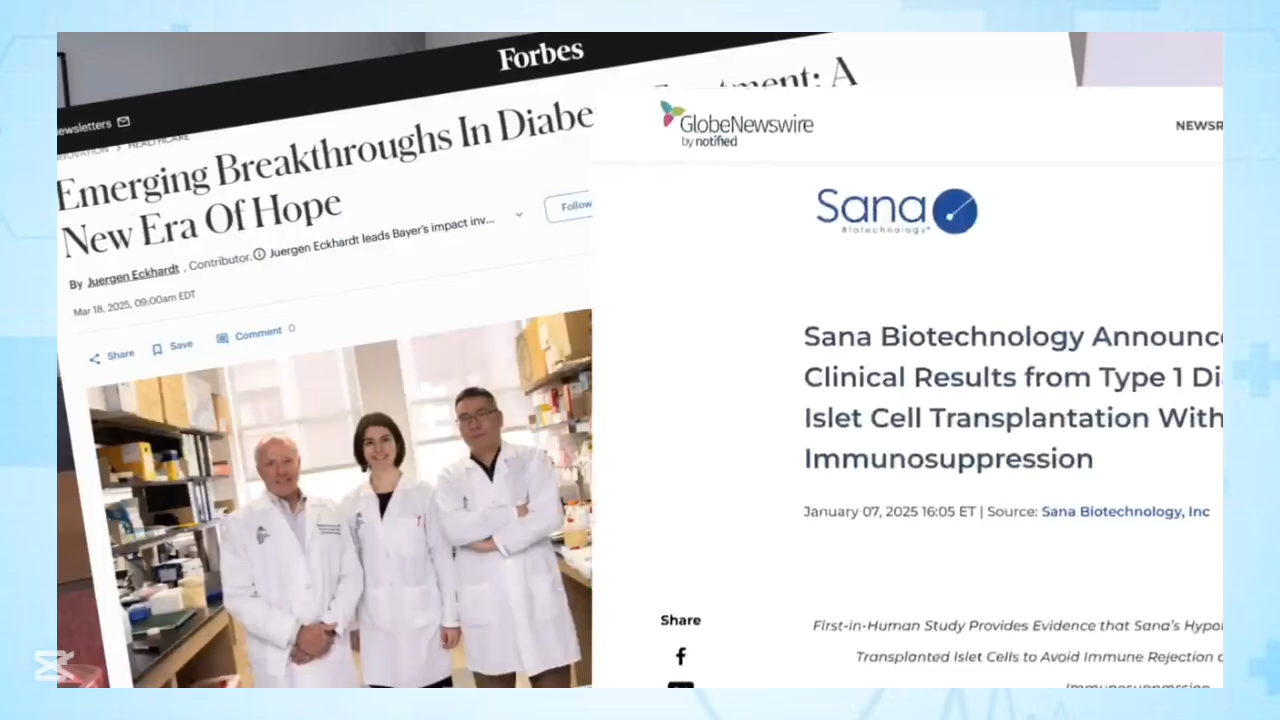 Forbes
ewsletters
HEALTHCARE
Emerging Breakthroughs In Diabe
: A
New Era Of Hope
Follow
By Juergen Eckhardt , Contributor. Juergen Eckhardt leads Bayer's impact inv...
Mar 18, 2025, 09:00am EDT
Share
Save
Comment 0
GlobeNewswire
by notified
NEWSR
Sana
Biotechnology
Sana Biotechnology Announc
Clinical Results from Type 1 Di
Islet Cell Transplantation With
Immunosuppression
January 07, 2025 16:05 ET | Source: Sana Biotechnology, Inc
Share
First-in-Human Study Provides Evidence that Sana's Hypo
Transplanted Islet Cells to Avoid Immune Rejection